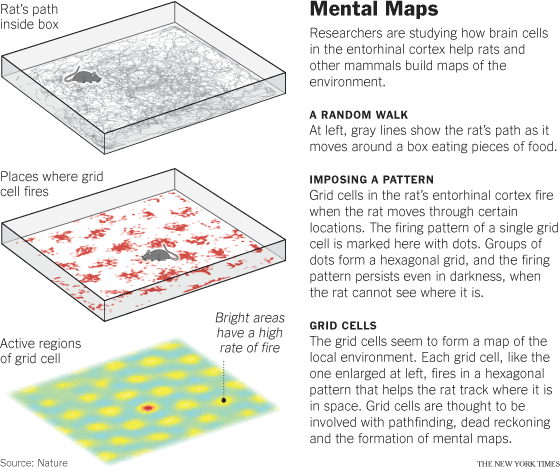 Rat's path
inside box
Mental Maps
Researchers are studying how brain cells
in the entorhinal cortex help rats and
other mammals build maps of the
environment.
A RANDOM WALK
At left, gray lines show the rat's path as it
moves around a box eating pieces of food.
Places where grid
cell fires
IMPOSING A PATTERN
Grid cells in the rat's entorhinal cortex fire
when the rat moves through certain
locations. The firing pattern of a single grid
cell is marked here with dots. Groups of
dots form a hexagonal grid, and the firing
pattern persists even in darkness, when
the rat cannot see where it is.
Active regions
of grid cell
Bright areas
have a high
rate of fire
GRID CELLS
The grid cells seem to form a map of the
local environment. Each grid cell, like the
one enlarged at left, fires in a hexagonal
pattern that helps the rat track where it is
in space. Grid cells are thought to be
involved with pathfinding, dead reckoning
and the formation of mental maps.
Source: Nature
THE NEW YORK TIMES